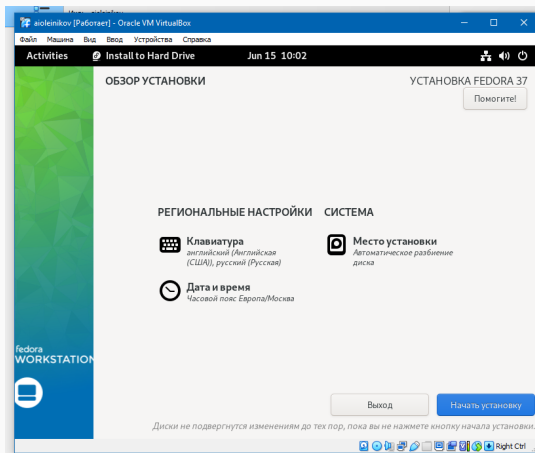 aioleinikov [Работает] - Oracle VM VirtualBox
Файл Машина Вид Ввод Устройства Справка
Activities Install to Hard Drive Jun 15 10:02
ОБЗОР УСТАНОВКИ УСТАНОВКА FEDORA 37
Помогите!
РЕГИОНАЛЬНЫЕ НАСТРОЙКИ СИСТЕМА
Клавиатура
английский (Английская
(США)), русский (Русская)
Место установки
Автоматическое разбиение
диска
Дата и время
Часовой пояс Европа/Москва
fedora
WORKSTATION
Выход Начать установку
Диски не подвергнутся изменениям до тех пор, пока вы не нажмете кнопку начала установки.
Right Ctrl